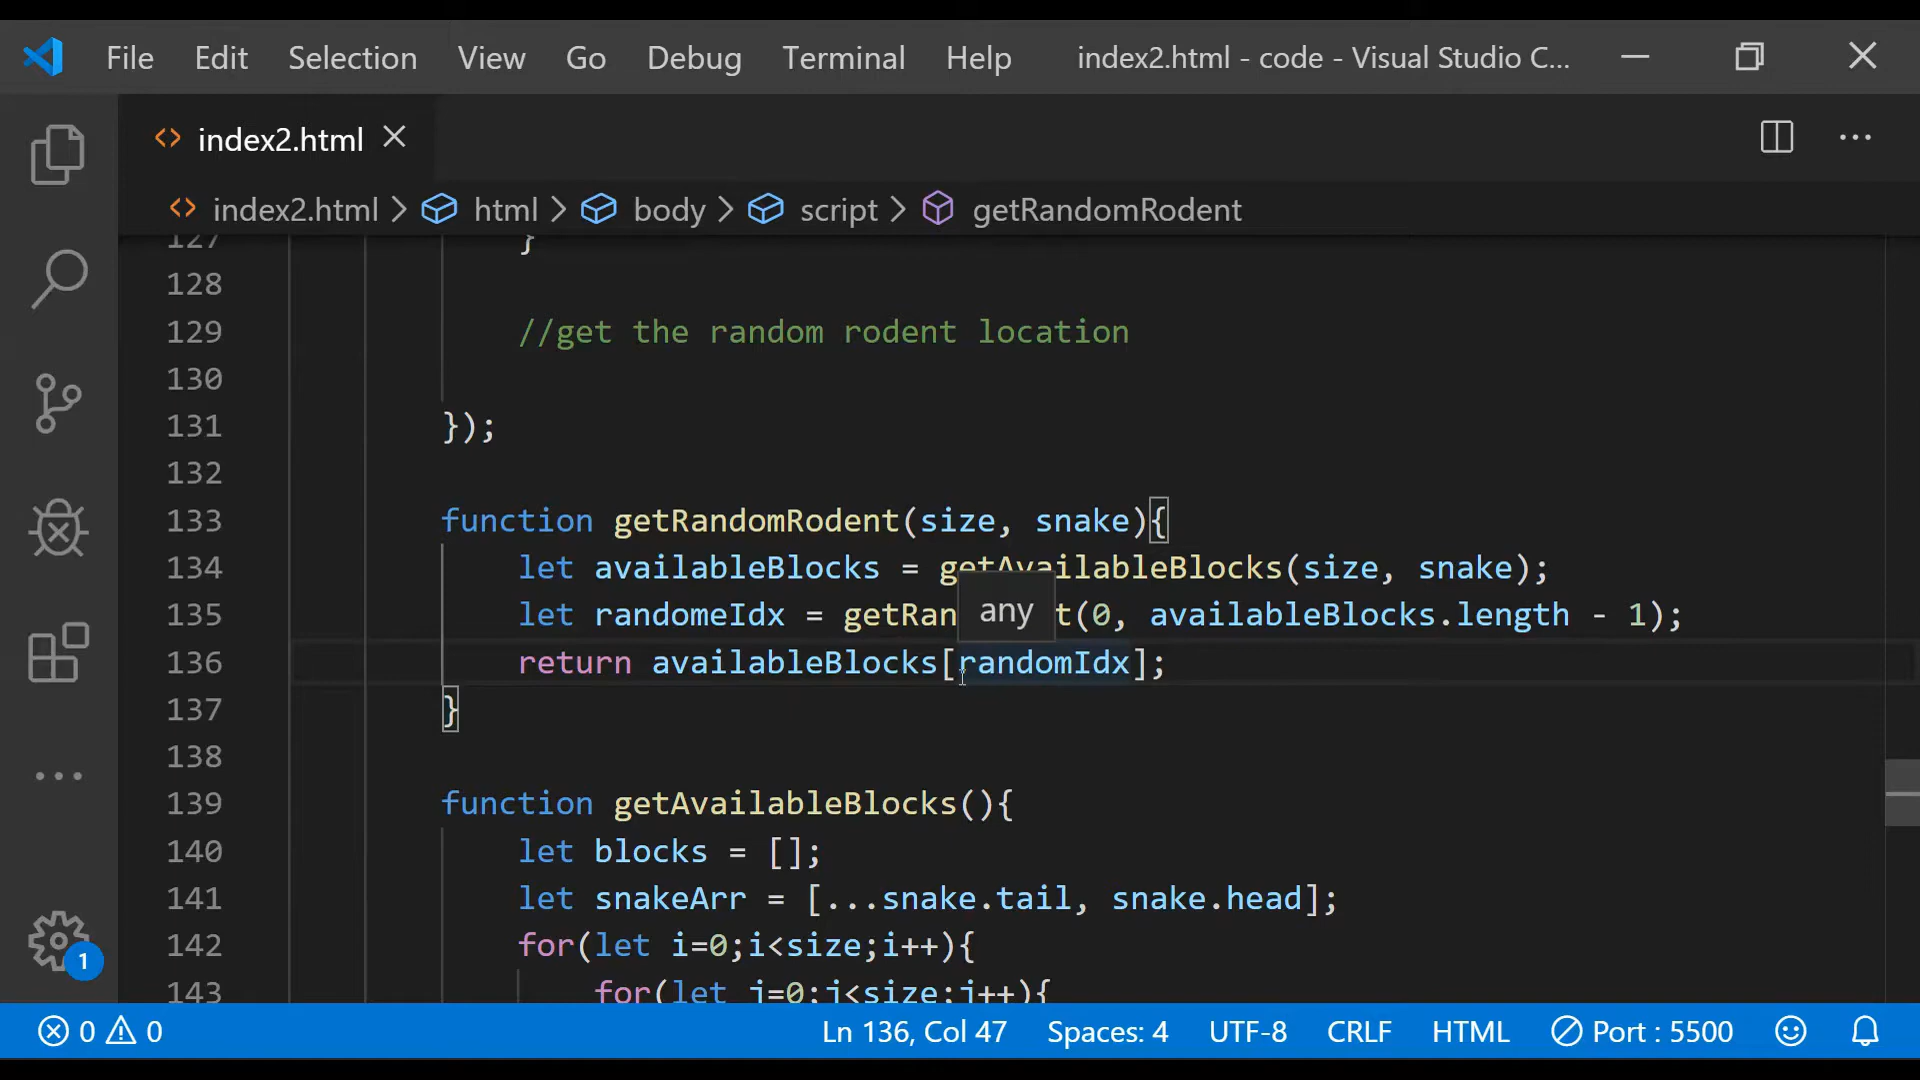 File Edit Selection View Go Debug Terminal Help index2.html - code - Visual Studio C...
index2.html
index2.html > html > body > script > getRandomRodent
127 }
128
129 //get the random rodent location
130
131 });
132
133 function getRandomRodent(size, snake){
134 let availableBlocks = getAvailableBlocks(size, snake);
any
135 let randomeIdx = getRan t(0, availableBlocks.length - 1);
136 return availableBlocks[randomIdx];
137 }
138
139 function getAvailableBlocks(){
140 let blocks = [];
141 let snakeArr = [...snake.tail, snake.head];
142 for(let i=0;i<size;i++){
143 for(let j=0;j<size;j++){
1
0 0 Ln 136, Col 47 Spaces: 4 UTF-8 CRLF HTML Port : 5500